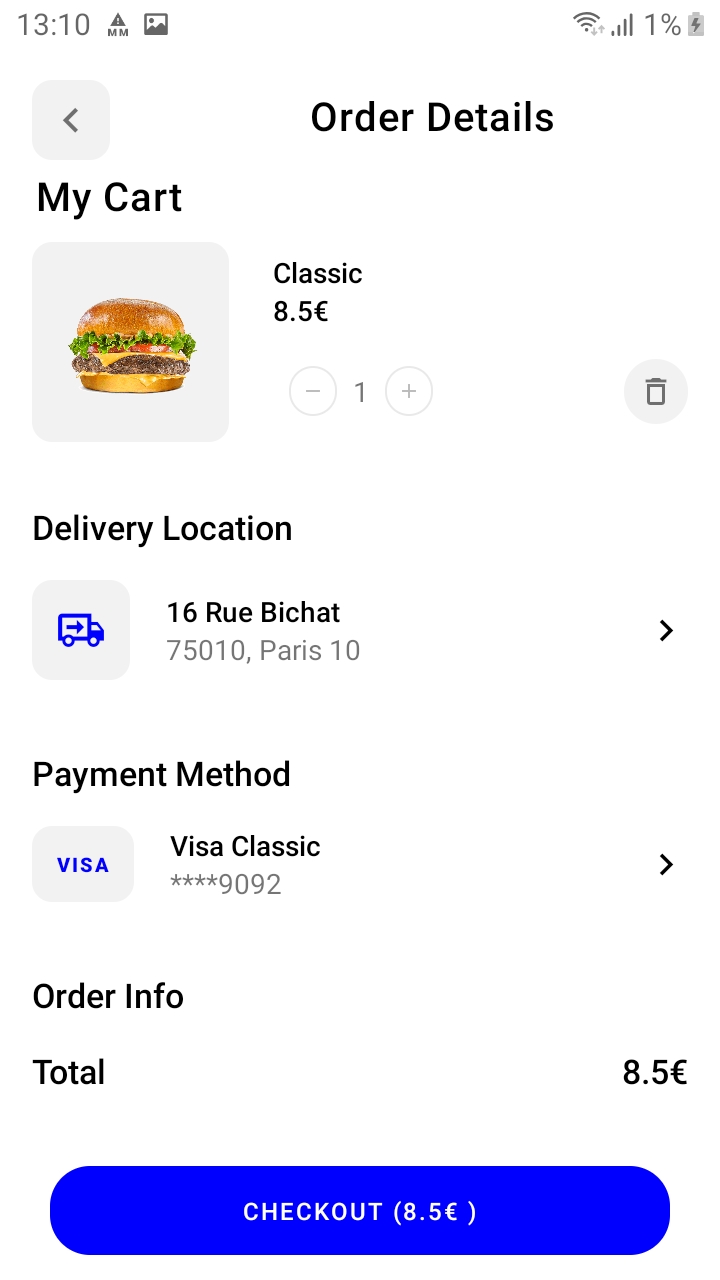 13:10
MM
1%
Order Details
My Cart
Classic
8.5€
1
Delivery Location
16 Rue Bichat
75010, Paris 10
Payment Method
VISA
Visa Classic
****9092
Order Info
Total 8.5€
CHECKOUT (8.5€ )